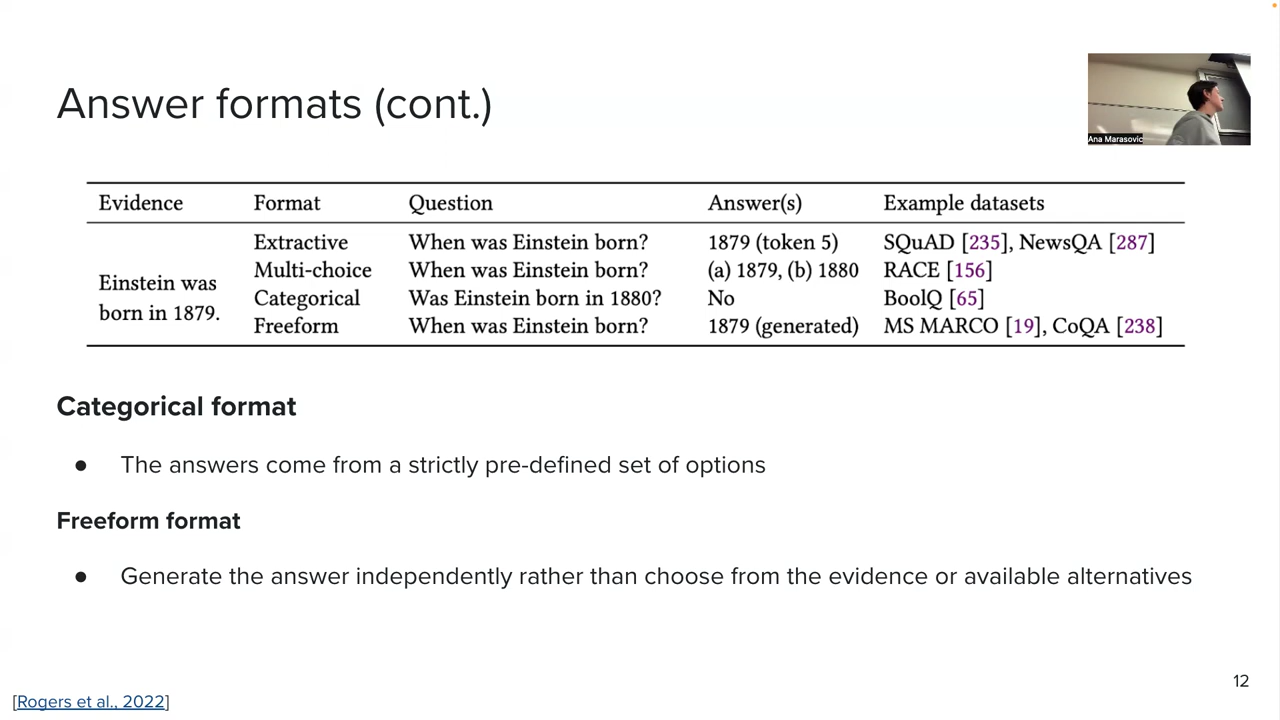 Answer formats (cont.)
Ana Marasovic
Evidence Format Question Answer(s) Example datasets
Extractive When was Einstein born? 1879 (token 5) SQuAD [235], NewsQA [287]
Multi-choice When was Einstein born? (a) 1879, (b) 1880 RACE [156]
Einstein was
born in 1879.
Categorical Was Einstein born in 1880? No BoolQ [65]
Freeform When was Einstein born? 1879 (generated) MS MARCO [19], CoQA [238]
Categorical format
● The answers come from a strictly pre-defined set of options
Freeform format
● Generate the answer independently rather than choose from the evidence or available alternatives
12
[Rogers et al., 2022]